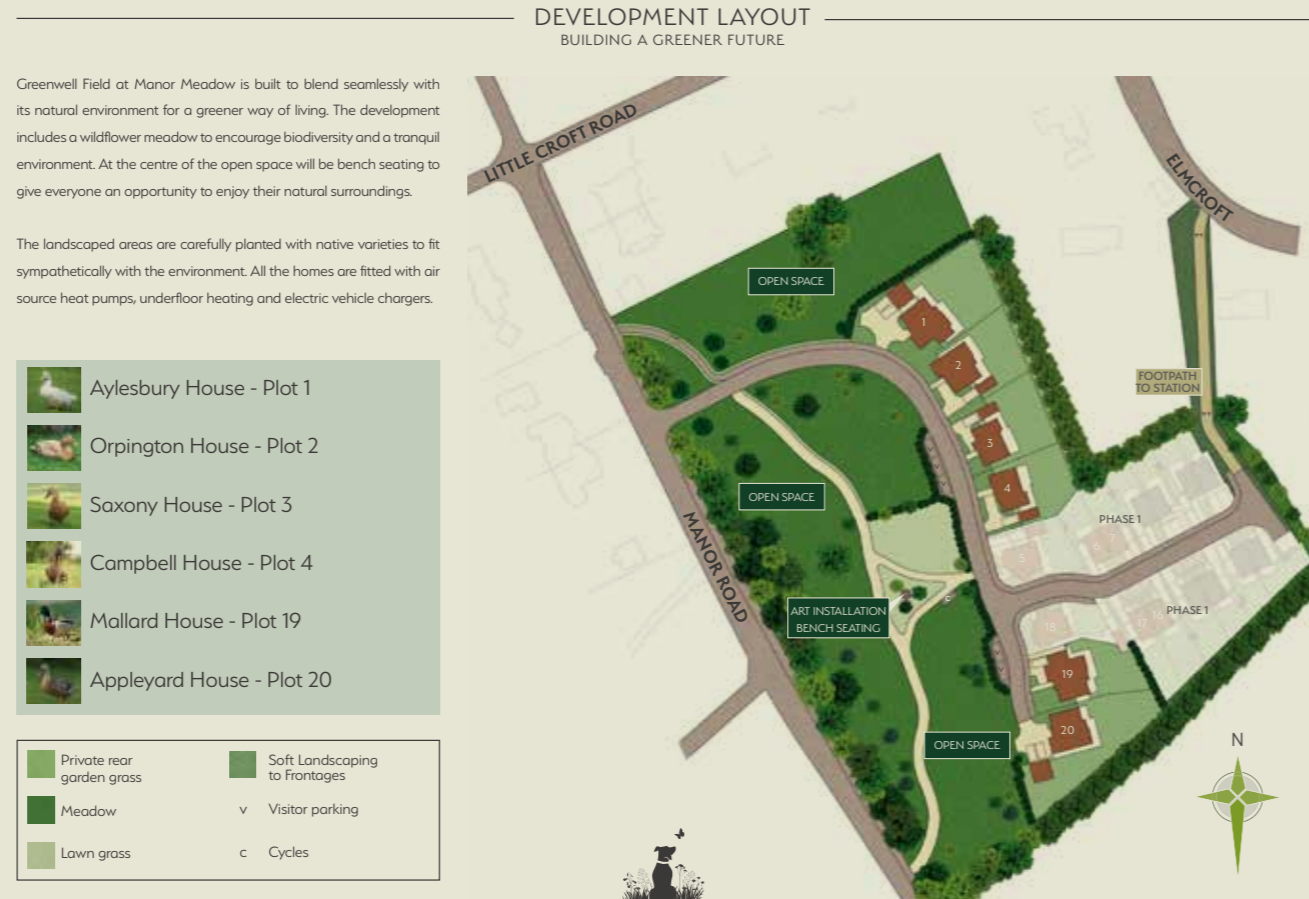 DEVELOPMENT LAYOUT
BUILDING A GREENER FUTURE
Greenwell Field at Manor Meadow is built to blend seamlessly with
its natural environment for a greener way of living. The development
includes a wildflower meadow to encourage biodiversity and a tranquil
environment. At the centre of the open space will be bench seating to
give everyone an opportunity to enjoy their natural surroundings.
The landscaped areas are carefully planted with native varieties to fit
sympathetically with the environment. All the homes are fitted with air
source heat pumps, underfloor heating and electric vehicle chargers.
Aylesbury House - Plot 1
Orpington House - Plot 2
Saxony House - Plot 3
Campbell House - Plot 4
Mallard House - Plot 19
Appleyard House - Plot 20
Private rear
garden grass
Meadow
Lawn grass
Soft Landscaping
to Frontages
v Visitor parking
c Cycles
LITTLE CROFT ROAD
ELMCROFT
OPEN SPACE
1
2
FOOTPATH
TO STATION
3
4
OPEN SPACE
MANOR ROAD
PHASE 1
5
6
7
ART INSTALLATION
BENCH SEATING
c
PHASE 1
18
17
16
19
20
OPEN SPACE
N